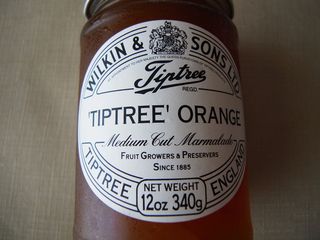 WILKIN & SONS LTD
Tiptree
REGD.
'TIPTREE' ORANGE
Medium Cut Marmalade
FRUIT GROWERS & PRESERVERS
SINCE 1885
TIPTREE ENGLAND
NET WEIGHT
12oz 340g